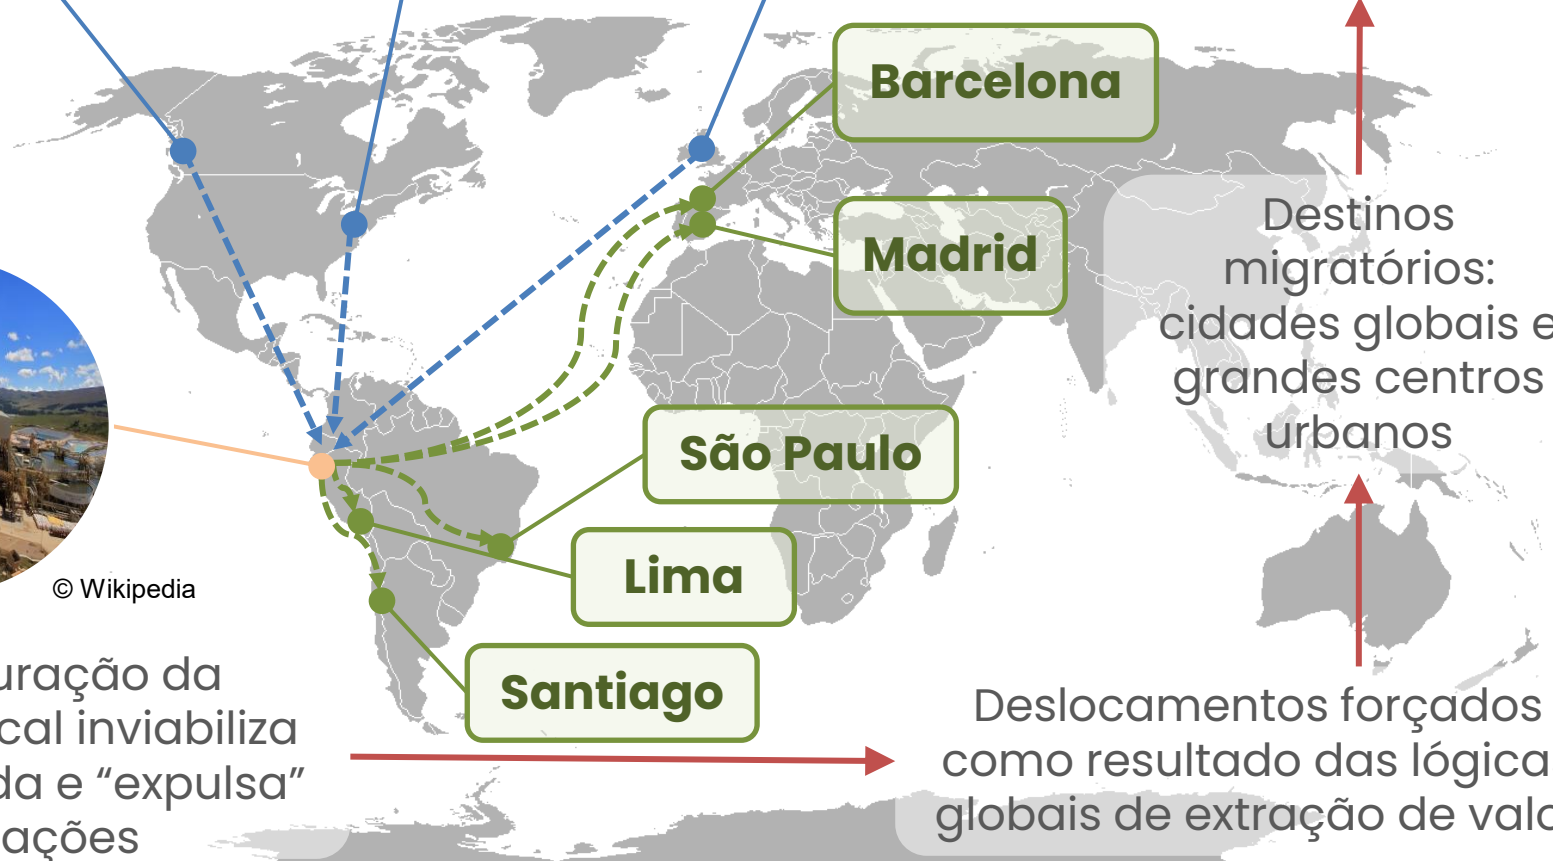 Barcelona
Madrid
Destinos
migratórios:
cidades globais e
grandes centros
urbanos
São Paulo
Lima
Santiago
© Wikipedia
uração da
cal inviabiliza
da e “expulsa”
ações
Deslocamentos forçados
como resultado das lógica
globais de extração de valo